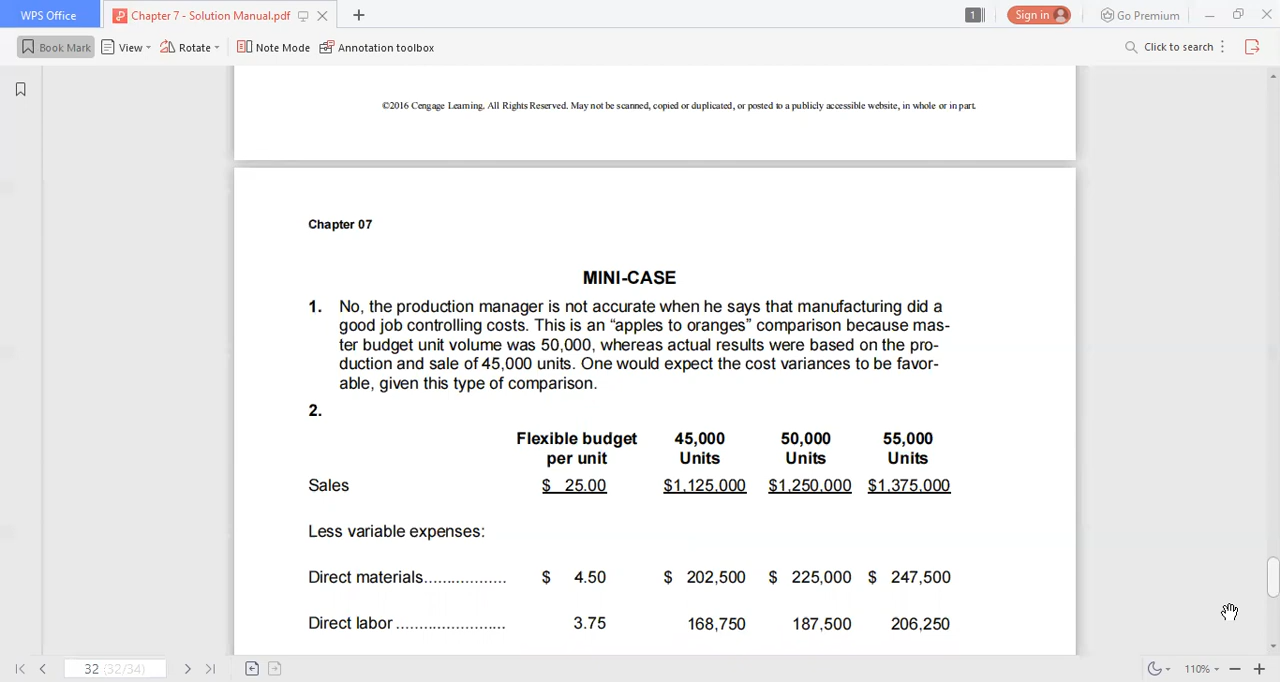 WPS Office
Chapter 7 - Solution Manual.pdf
1
Sign in
Go Premium
Book Mark
View
Rotate
Note Mode
Annotation toolbox
Click to search
©2016 Cengage Learning. All Rights Reserved. May not be scanned, copied or duplicated, or posted to a publicly accessible website, in whole or in part.
Chapter 07
MINI-CASE
1. No, the production manager is not accurate when he says that manufacturing did a
good job controlling costs. This is an “apples to oranges” comparison because mas-
ter budget unit volume was 50,000, whereas actual results were based on the pro-
duction and sale of 45,000 units. One would expect the cost variances to be favor-
able, given this type of comparison.
2.
Flexible budget 45,000 50,000 55,000
per unit Units Units Units
Sales $ 25.00 $1,125,000 $1,250,000 $1,375,000
Less variable expenses:
Direct materials.................. $ 4.50 $ 202,500 $ 225,000 $ 247,500
Direct labor ........................ 3.75 168,750 187,500 206,250
32 (32/34)
110%